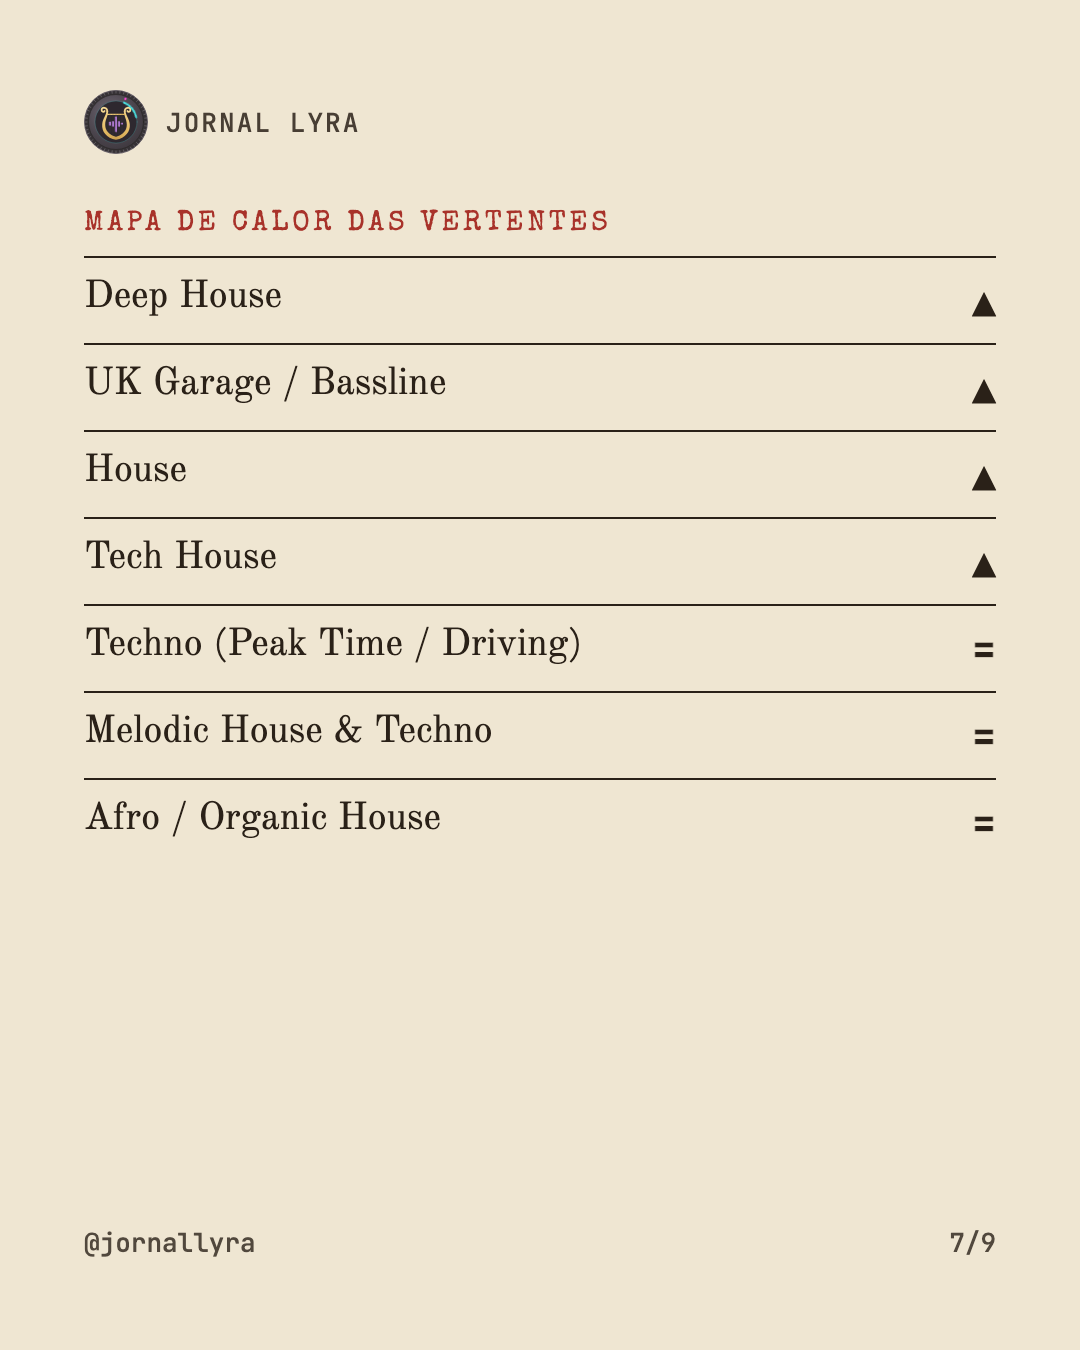 JORNAL LYRA
MAPA DE CALOR DAS VERTENTES
Deep House ▲
UK Garage / Bassline ▲
House ▲
Tech House ▲
Techno (Peak Time / Driving) =
Melodic House & Techno =
Afro / Organic House =
@jornallyra 7/9